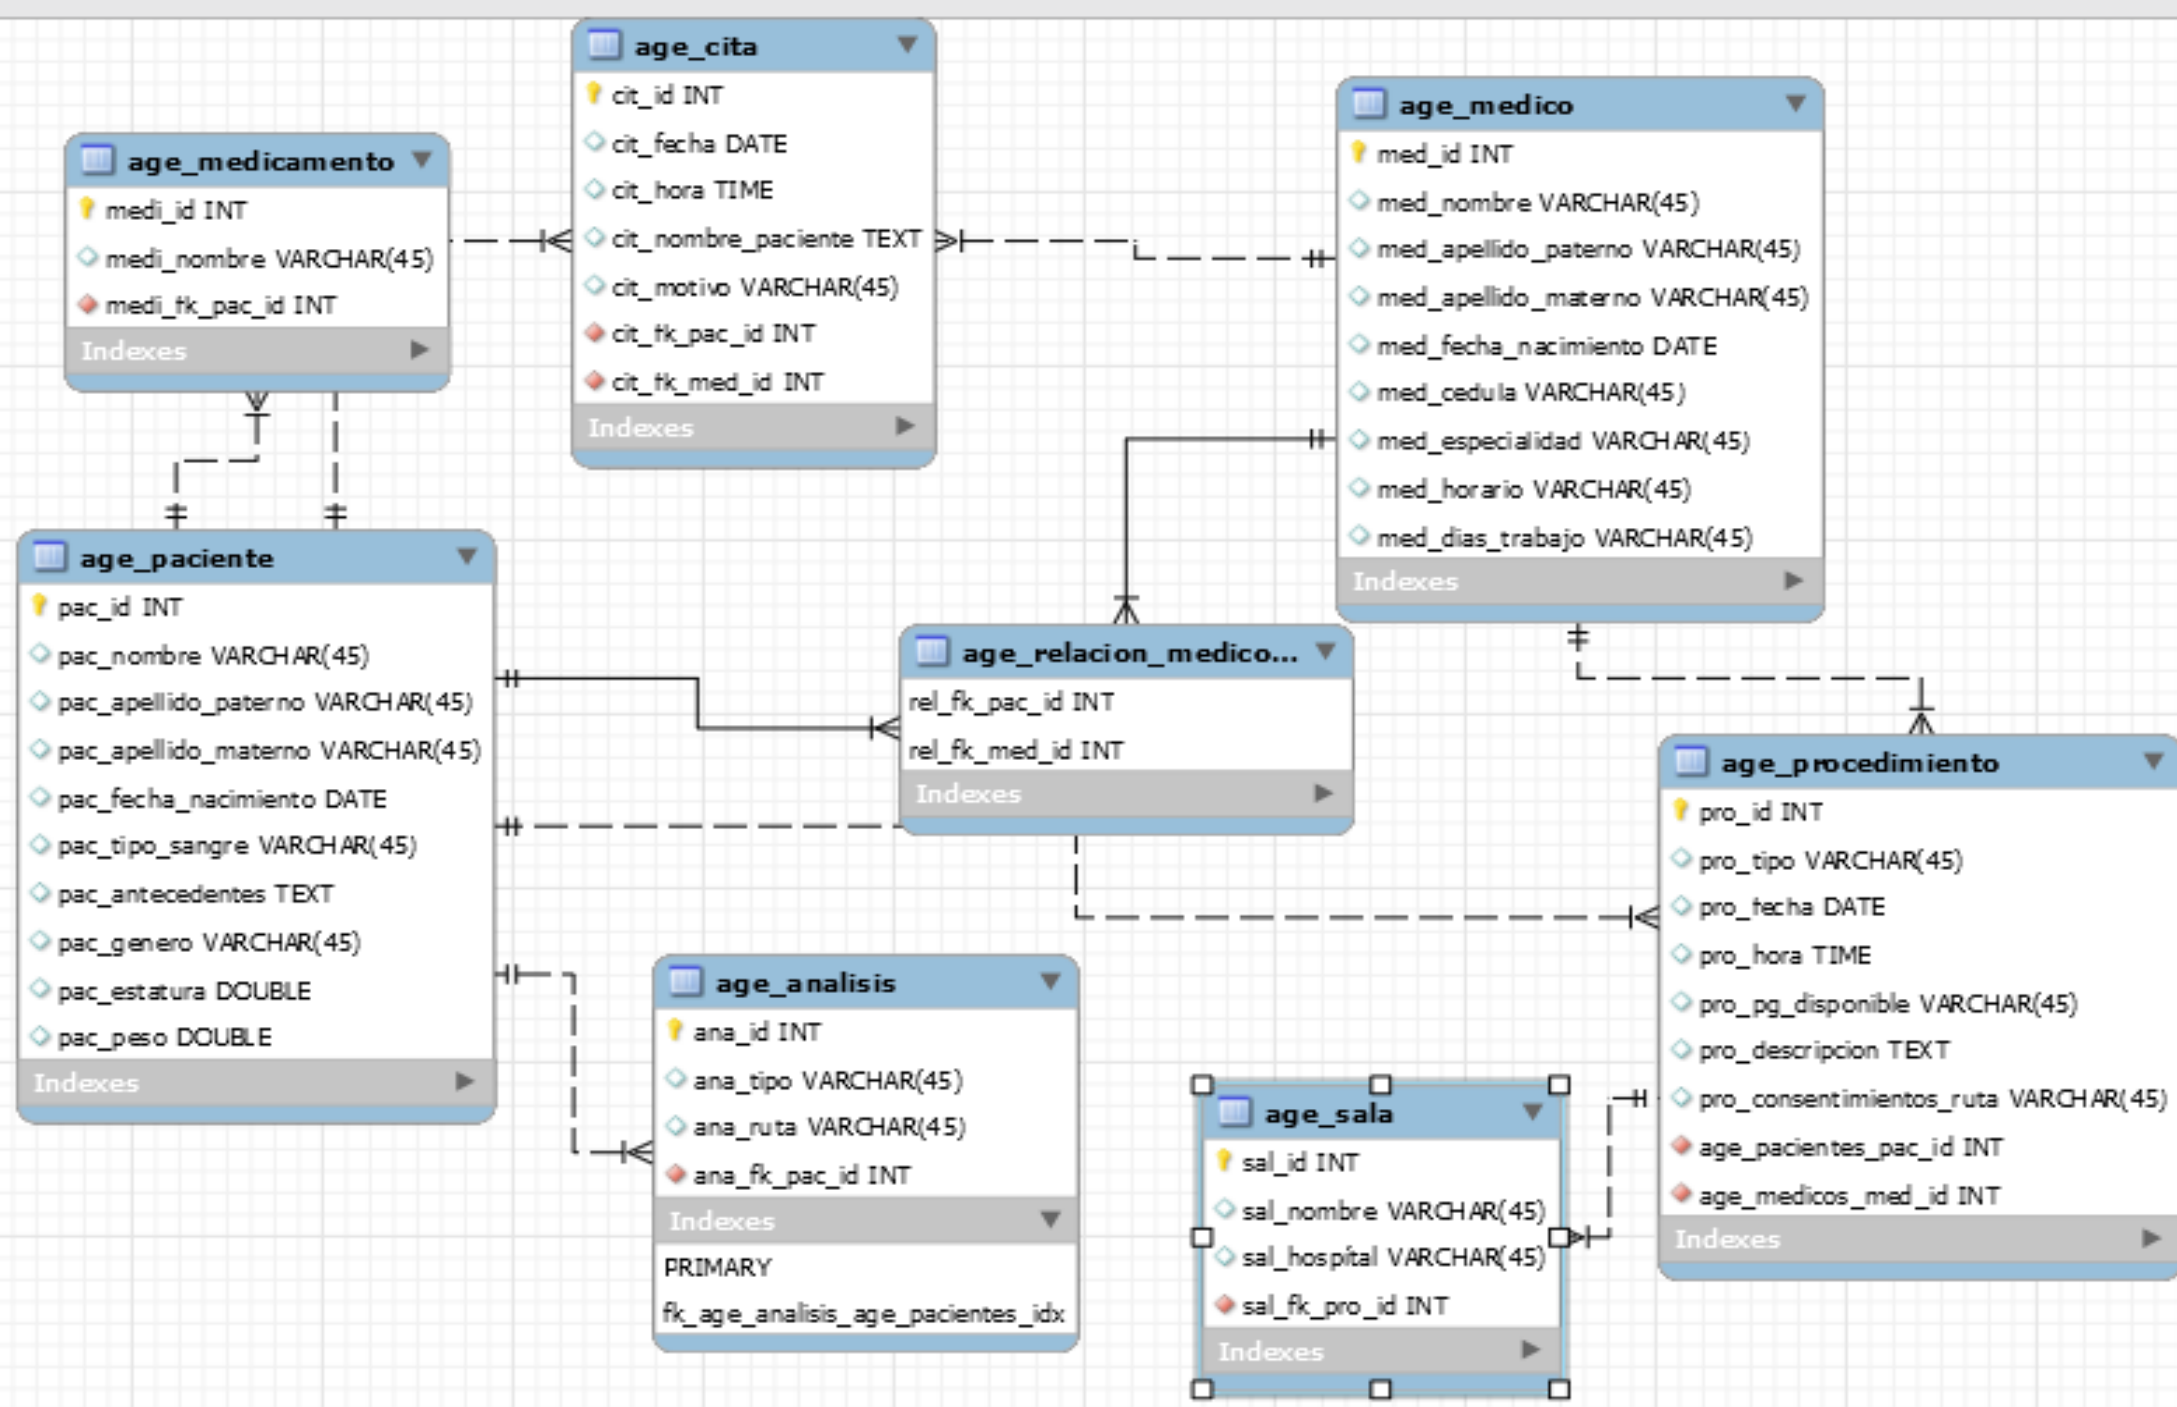 age_cita
cit_id INT
cit_fecha DATE
cit_hora TIME
cit_nombre_paciente TEXT
cit_motivo VARCHAR(45)
cit_fk_pac_id INT
cit_fk_med_id INT
Indexes
age_medico
med_id INT
med_nombre VARCHAR(45)
med_apellido_paterno VARCHAR(45)
med_apellido_materno VARCHAR(45)
med_fecha_nacimiento DATE
med_cedula VARCHAR(45)
med_especialidad VARCHAR(45)
med_horario VARCHAR(45)
med_dias_trabajo VARCHAR(45)
Indexes
age_medicamento
medi_id INT
medi_nombre VARCHAR(45)
medi_fk_pac_id INT
Indexes
age_paciente
pac_id INT
pac_nombre VARCHAR(45)
pac_apellido_paterno VARCHAR(45)
pac_apellido_materno VARCHAR(45)
pac_fecha_nacimiento DATE
pac_tipo_sangre VARCHAR(45)
pac_antecedentes TEXT
pac_genero VARCHAR(45)
pac_estatura DOUBLE
pac_peso DOUBLE
Indexes
age_relacion_medico...
rel_fk_pac_id INT
rel_fk_med_id INT
Indexes
age_procedimiento
pro_id INT
pro_tipo VARCHAR(45)
pro_fecha DATE
pro_hora TIME
pro_pg_disponible VARCHAR(45)
pro_descripcion TEXT
pro_consentimientos_ruta VARCHAR(45)
age_pacientes_pac_id INT
age_medicos_med_id INT
Indexes
age_analisis
ana_id INT
ana_tipo VARCHAR(45)
ana_ruta VARCHAR(45)
ana_fk_pac_id INT
Indexes
PRIMARY
fk_age_analisis_age_pacientes_idx
age_sala
sal_id INT
sal_nombre VARCHAR(45)
sal_hospital VARCHAR(45)
sal_fk_pro_id INT
Indexes